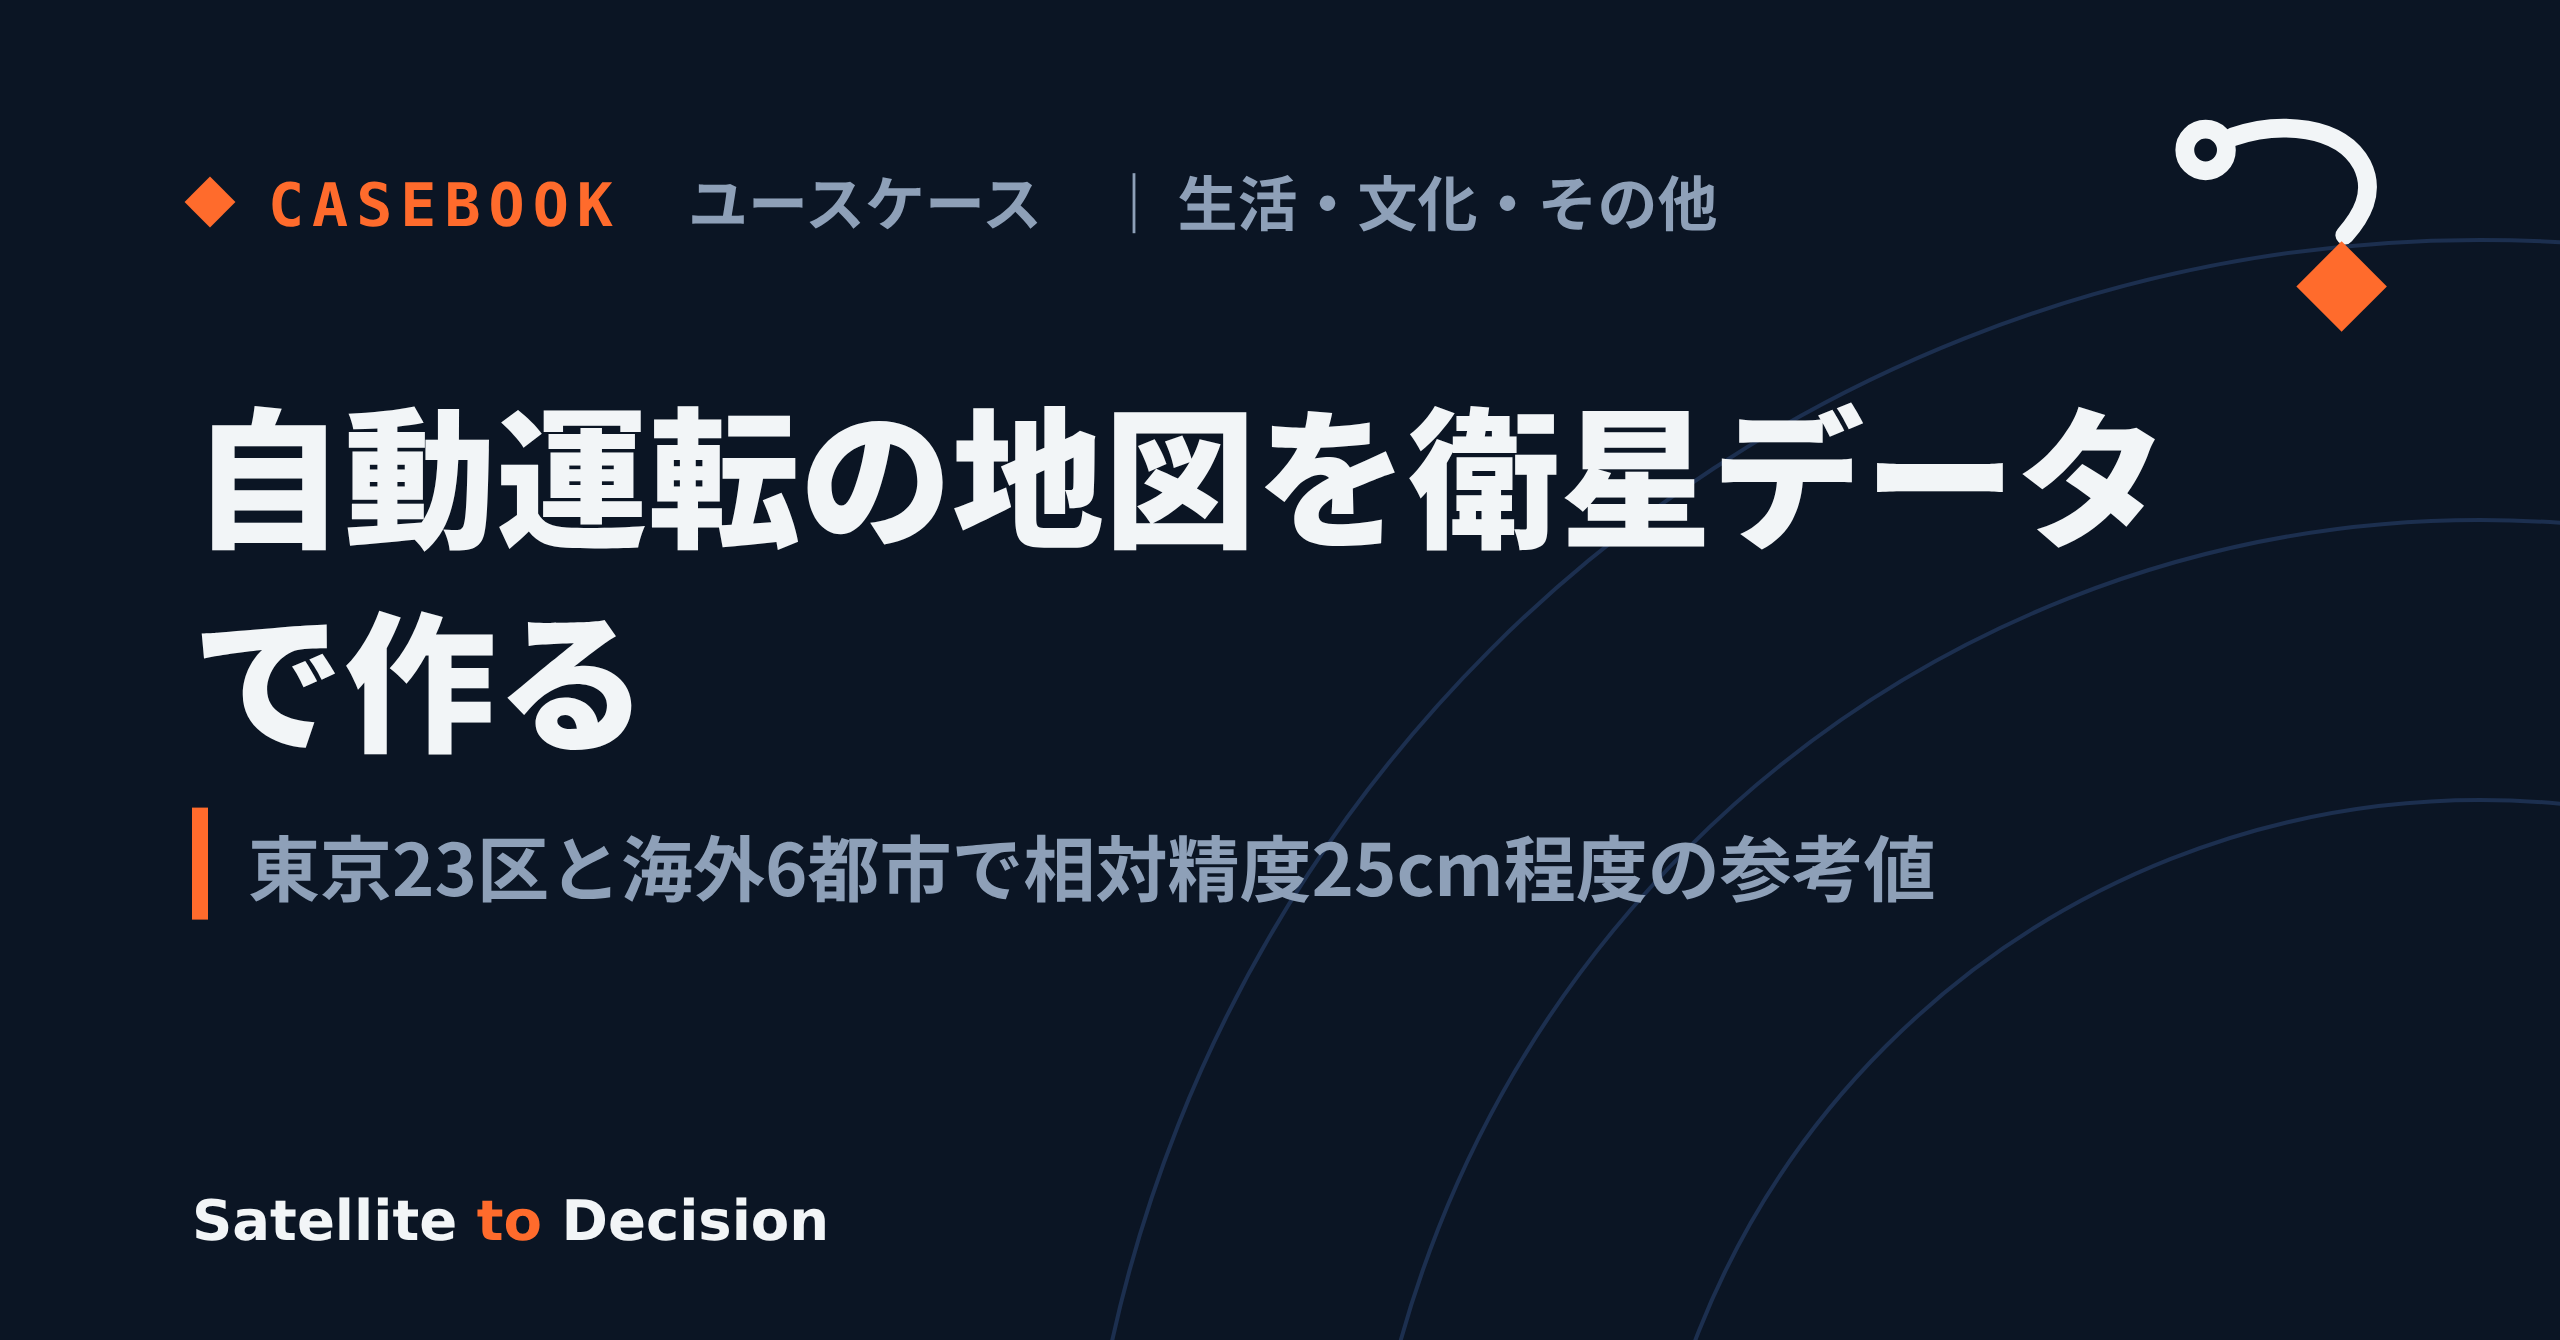 CASEBOOK ユースケース ｜ 生活・文化・その他
自動運転の地図を衛星データ
で作る
東京23区と海外6都市で相対精度25cm程度の参考値
Satellite to Decision